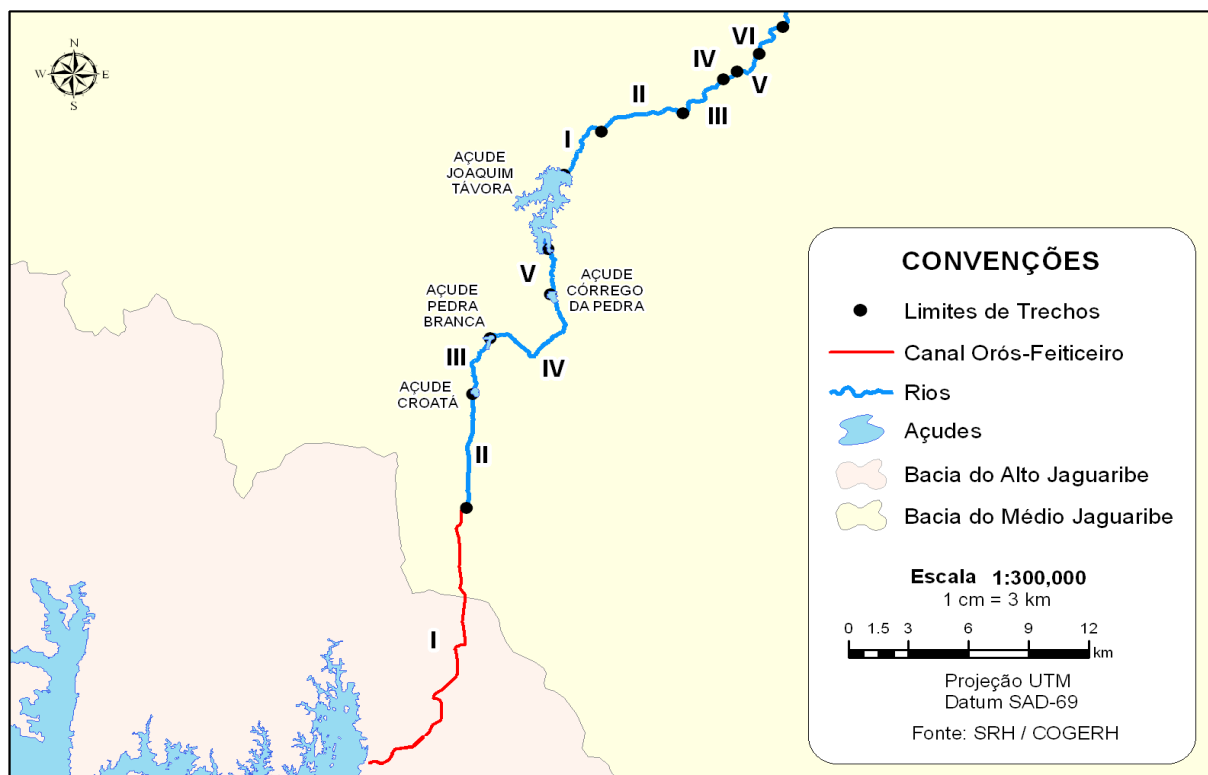 N
W
E
S
VI
IV
V
II
III
I
AÇUDE
JOAQUIM
TÁVORA
V
AÇUDE
CÓRREGO
DA PEDRA
AÇUDE
PEDRA
BRANCA
III
IV
AÇUDE
CROATÁ
II
I
CONVENÇÕES
Limites de Trechos
Canal Orós-Feiticeiro
Rios
Açudes
Bacia do Alto Jaguaribe
Bacia do Médio Jaguaribe
Escala 1:300,000
1 cm = 3 km
0 1.5 3 6 9 12
km
Projeção UTM
Datum SAD-69
Fonte: SRH / COGERH